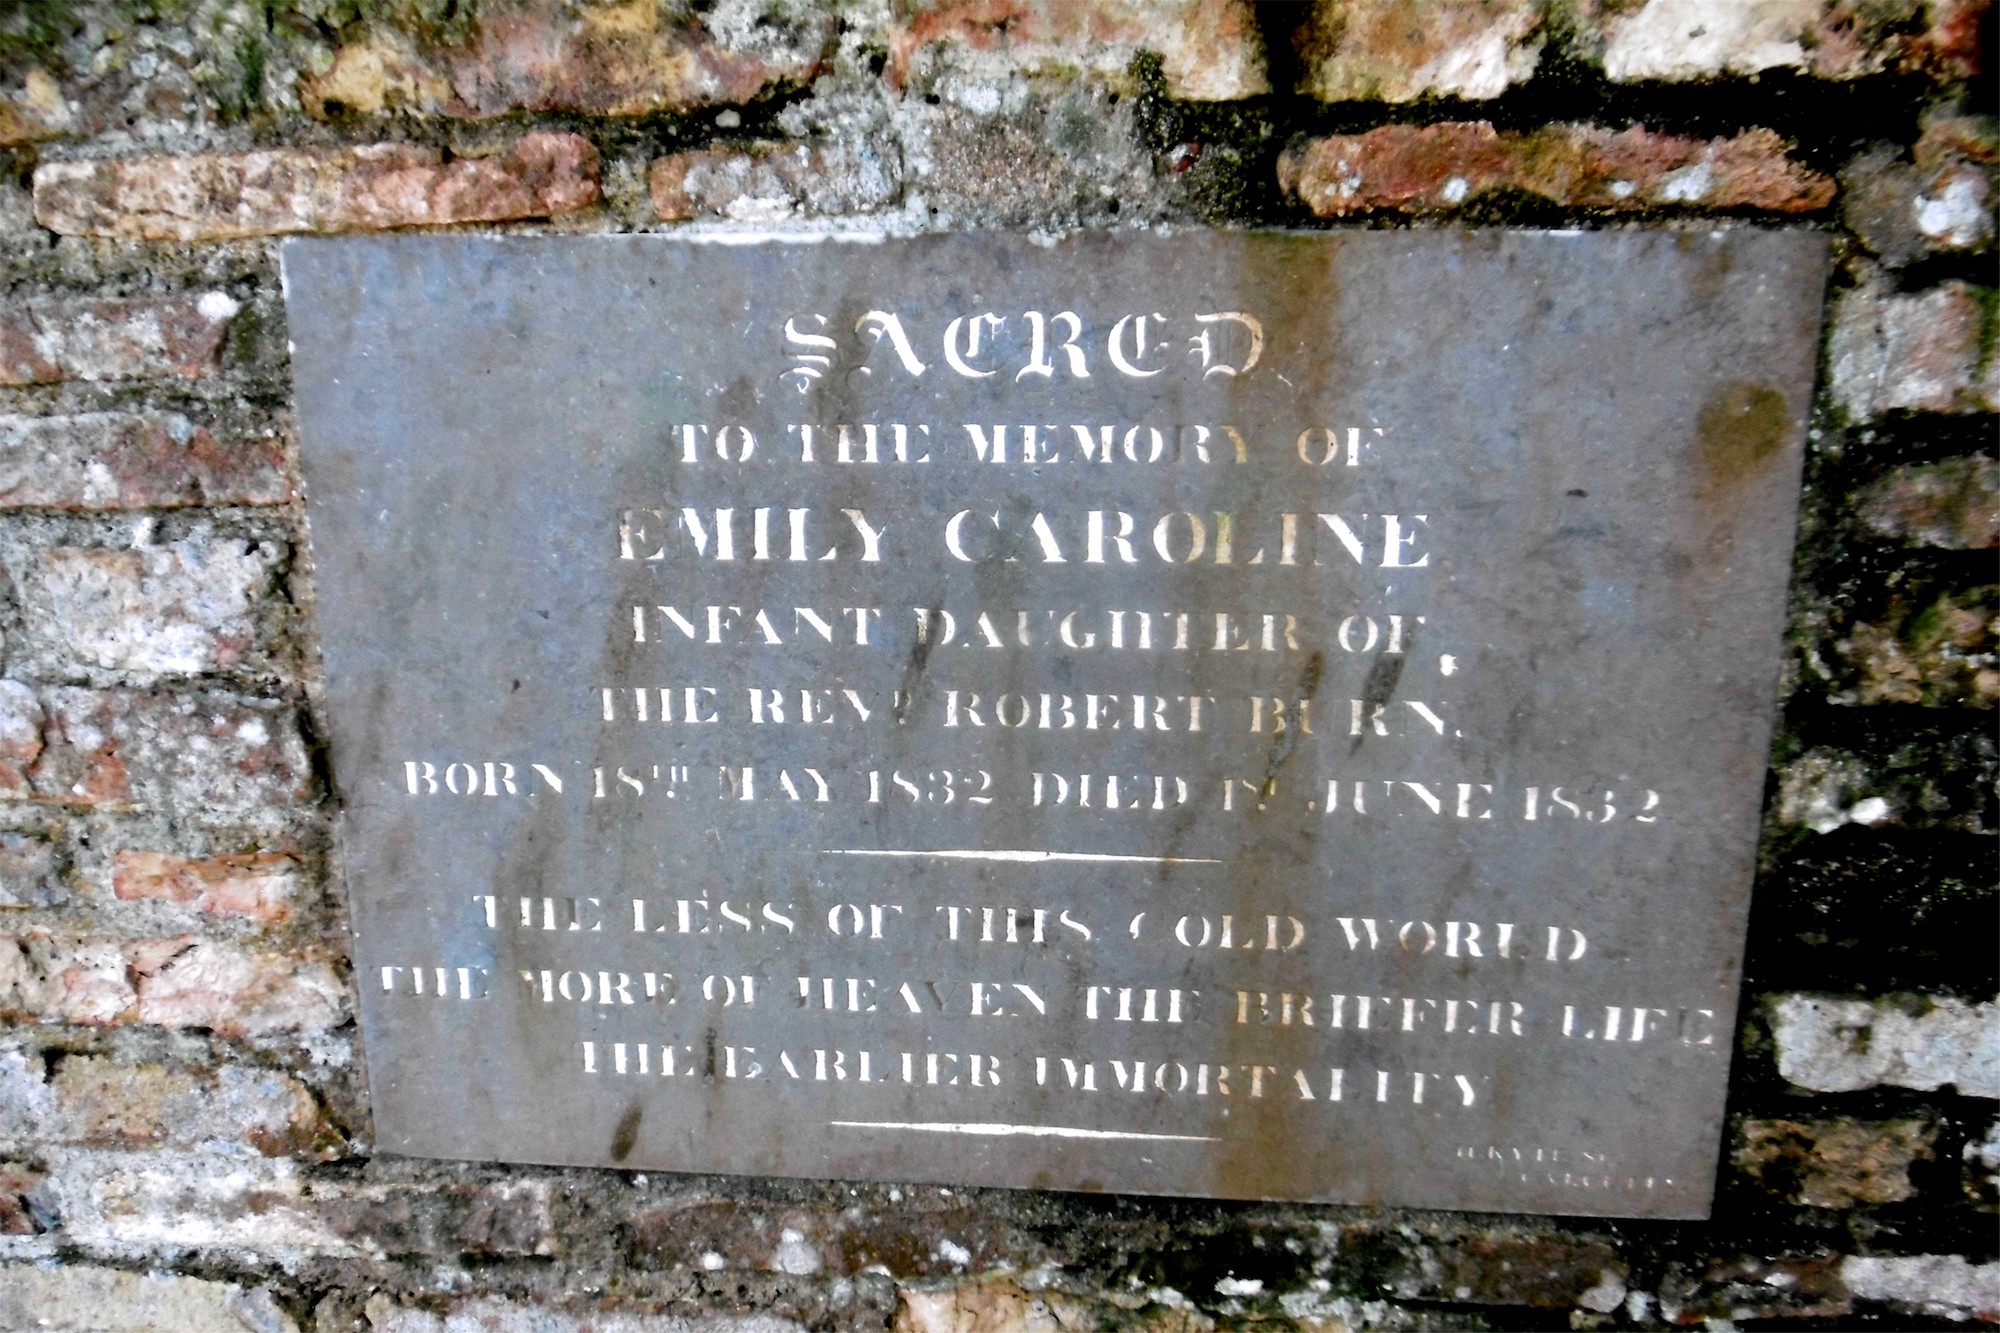 SACRED
TO THE MEMORY OF
EMILY CAROLINE
INFANT DAUGHTER OF
THE REVD ROBERT BURN.
BORN 18TH MAY 1832 DIED 1ST JUNE 1832
THE LESS OF THIS COLD WORLD
THE MORE OF HEAVEN THE BRIEFER LIFE
THE EARLIER IMMORTALITY
CALCUTTA